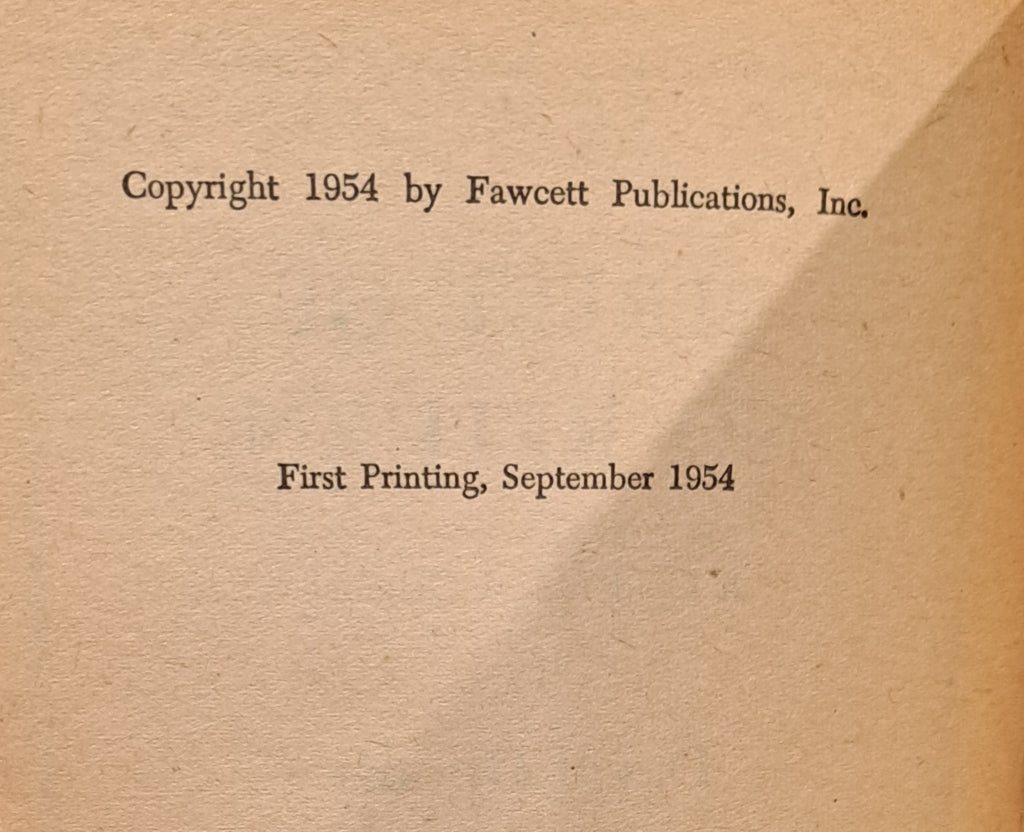 Copyright 1954 by Fawcett Publications, Inc.
First Printing, September 1954